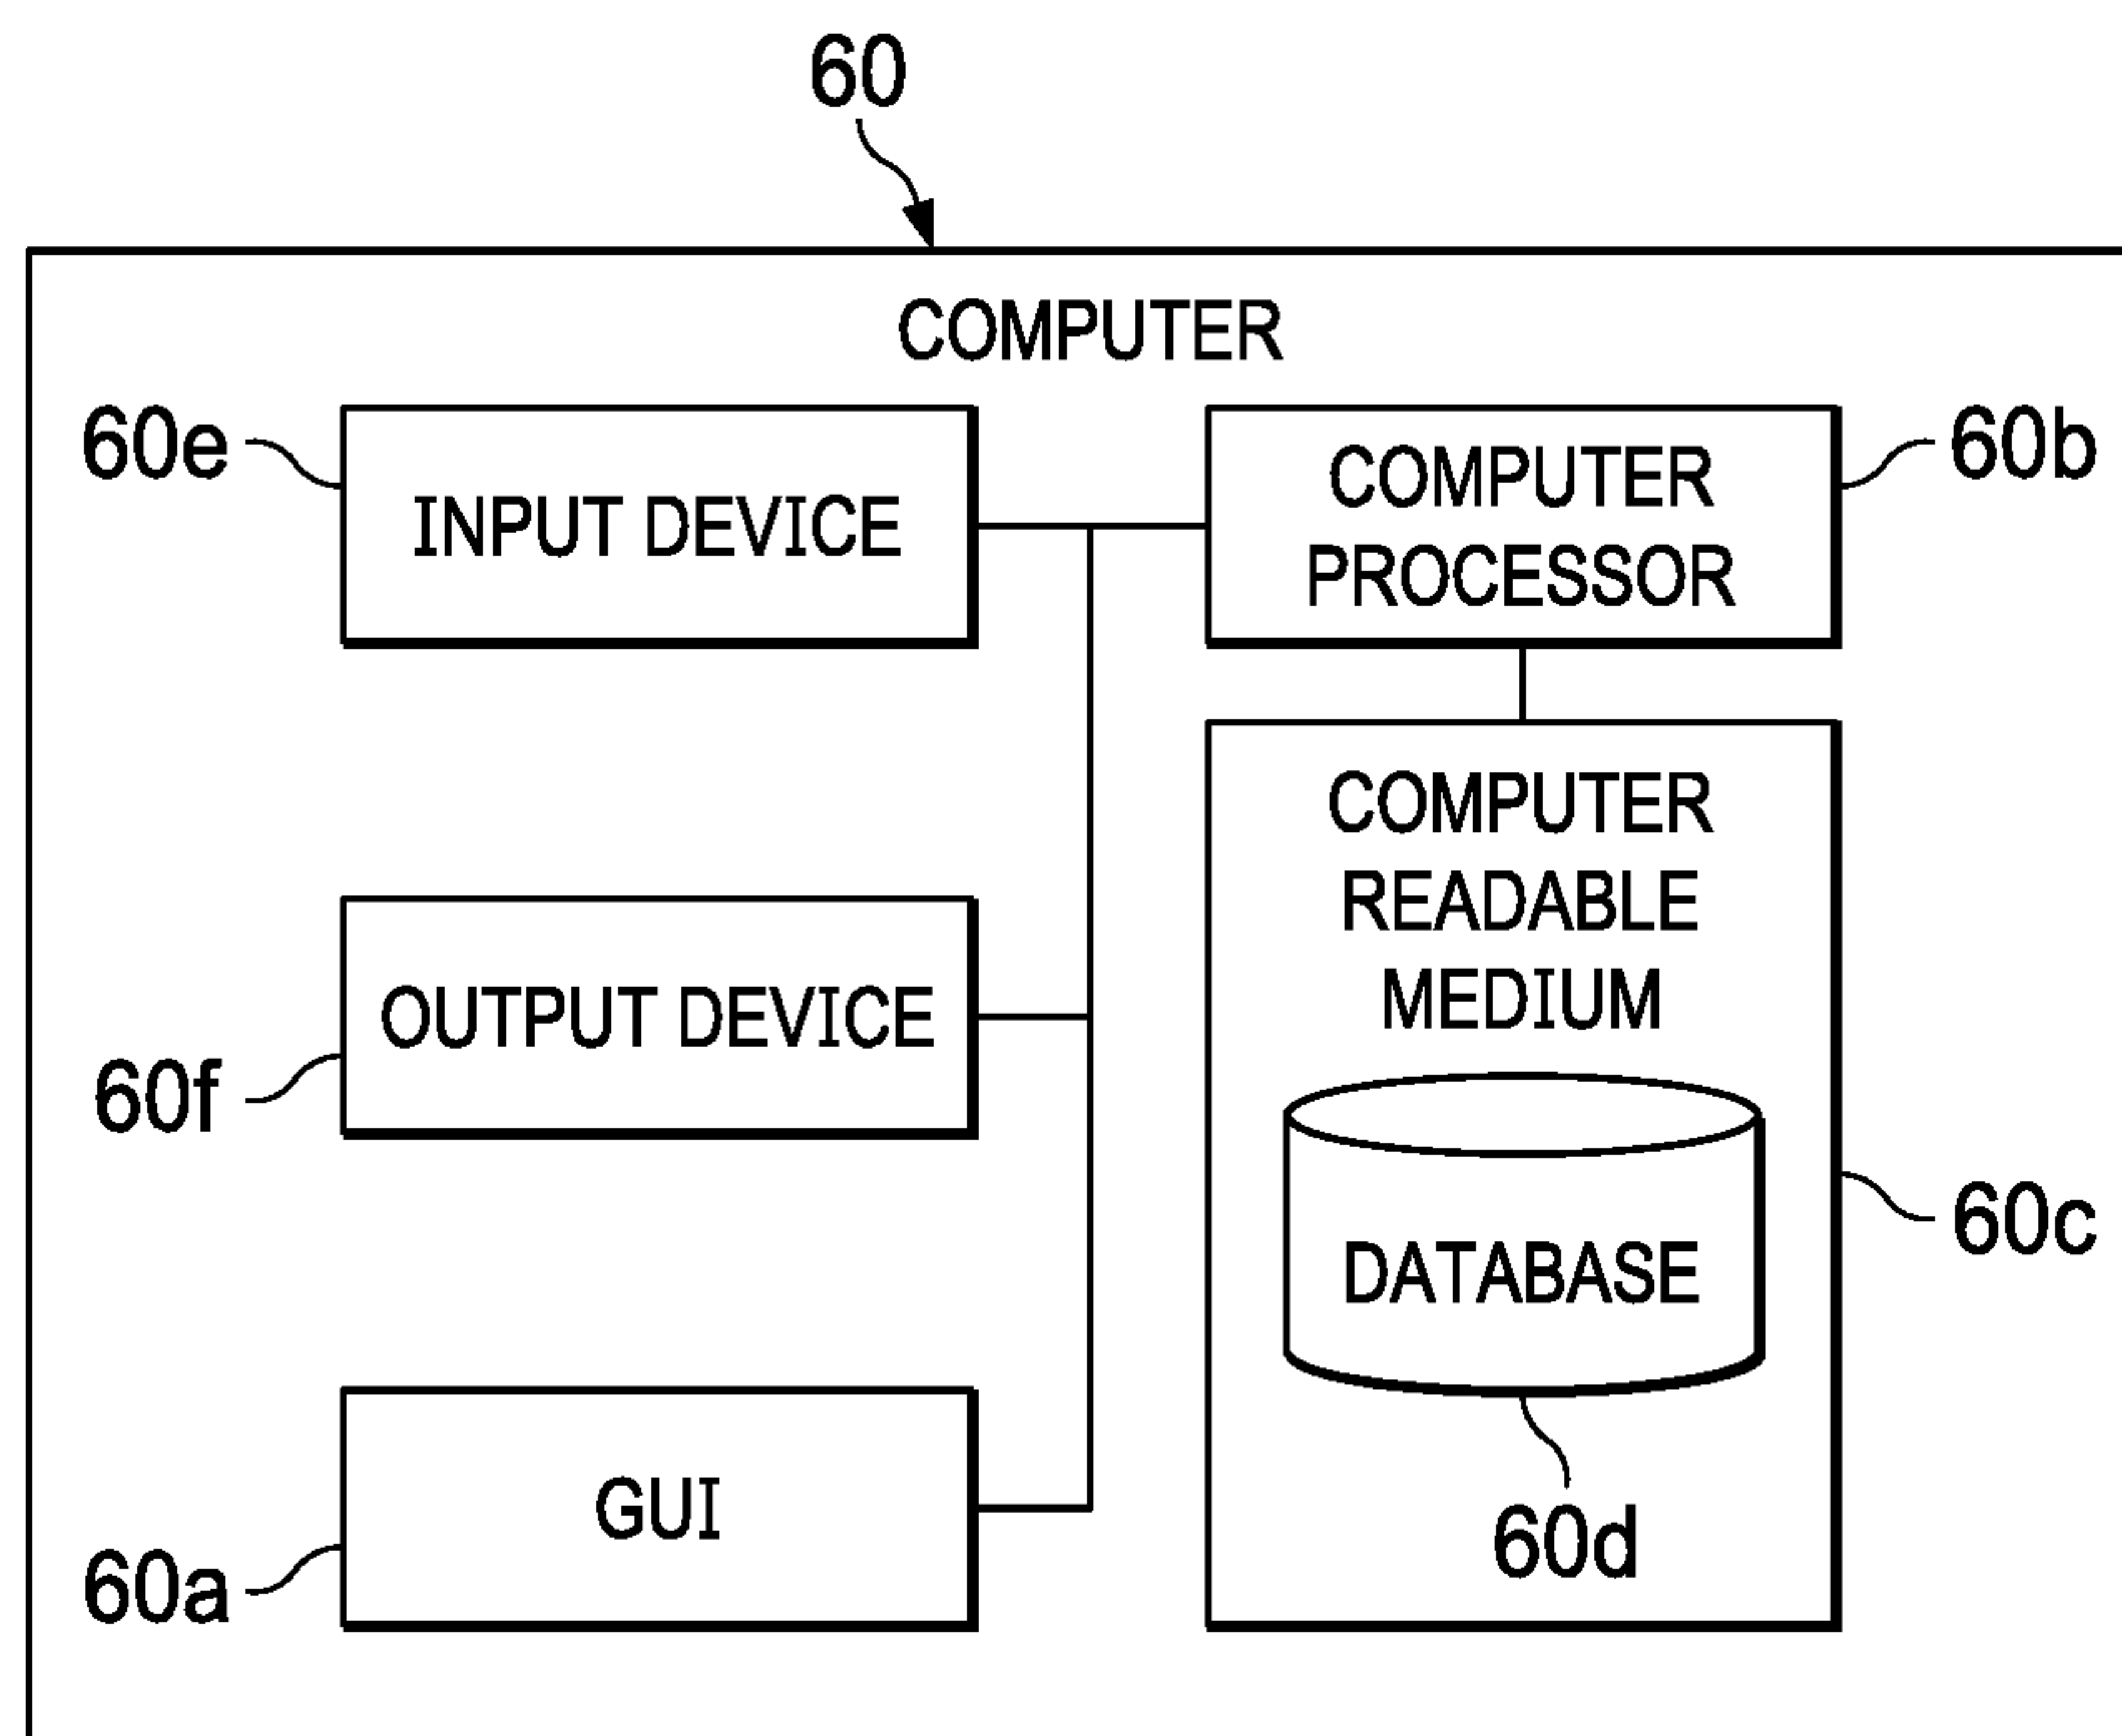 60
COMPUTER
60e
INPUT DEVICE
COMPUTER
PROCESSOR
60b
COMPUTER
READABLE
MEDIUM
OUTPUT DEVICE
60f
DATABASE
60c
60d
GUI
60a